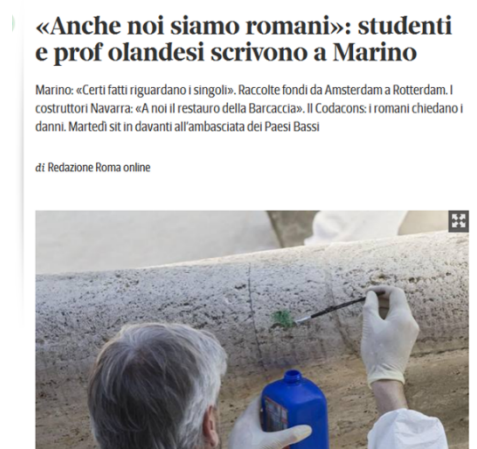 «Anche noi siamo romani»: studenti
e prof olandesi scrivono a Marino
Marino: «Certi fatti riguardano i singoli». Raccolte fondi da Amsterdam a Rotterdam. I
costruttori Navarra: «A noi il restauro della Barcaccia». Il Codacons: i romani chiedano i
danni. Martedì sit in davanti all'ambasciata dei Paesi Bassi
di Redazione Roma online